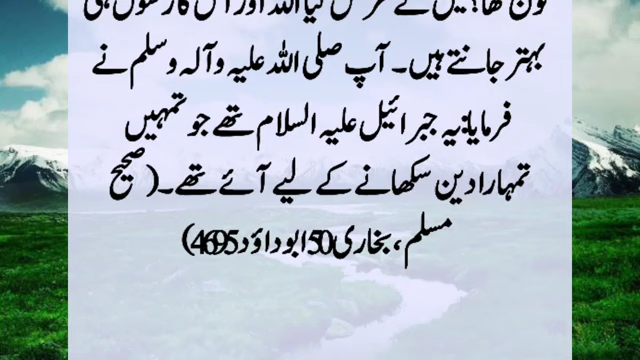 کون تھا؟ میں نے عرض کیا اللہ اور اس کا رسول ہی
بہتر جانتے ہیں۔ آپ صلی اللہ علیہ وآلہ وسلم نے
فرمایا: یہ جبرائیل علیہ السلام تھے جو تمہیں
تمہارا دین سکھانے کے لیے آئے تھے۔ (صحیح
مسلم، بخاری 50 ابوداؤد 4695)